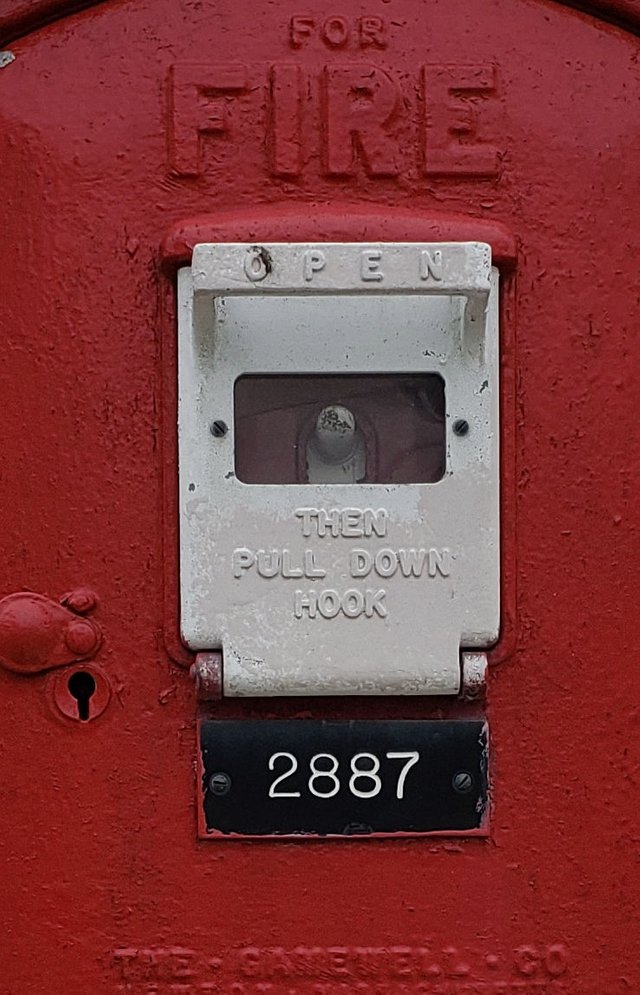 FOR
FIRE
OPEN
THEN
PULL DOWN
HOOK
2887
THE · GAMEWELL · CO